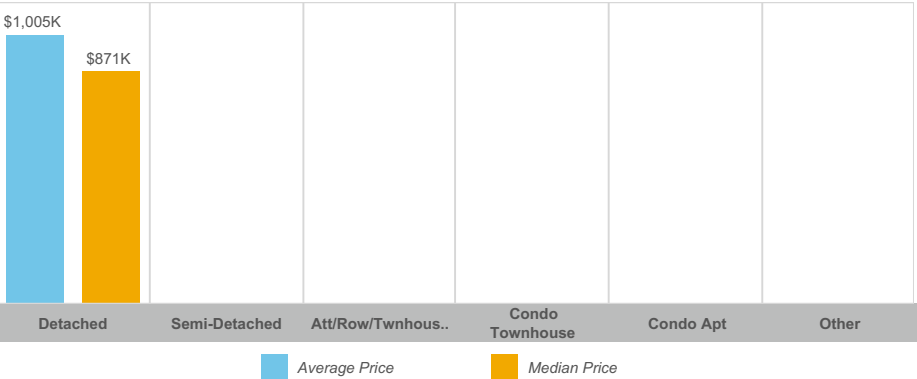 $1,005K
$871K
Detached
Semi-Detached
Att/Row/Twnhous..
Condo
Townhouse
Condo Apt
Other
Average Price
Median Price